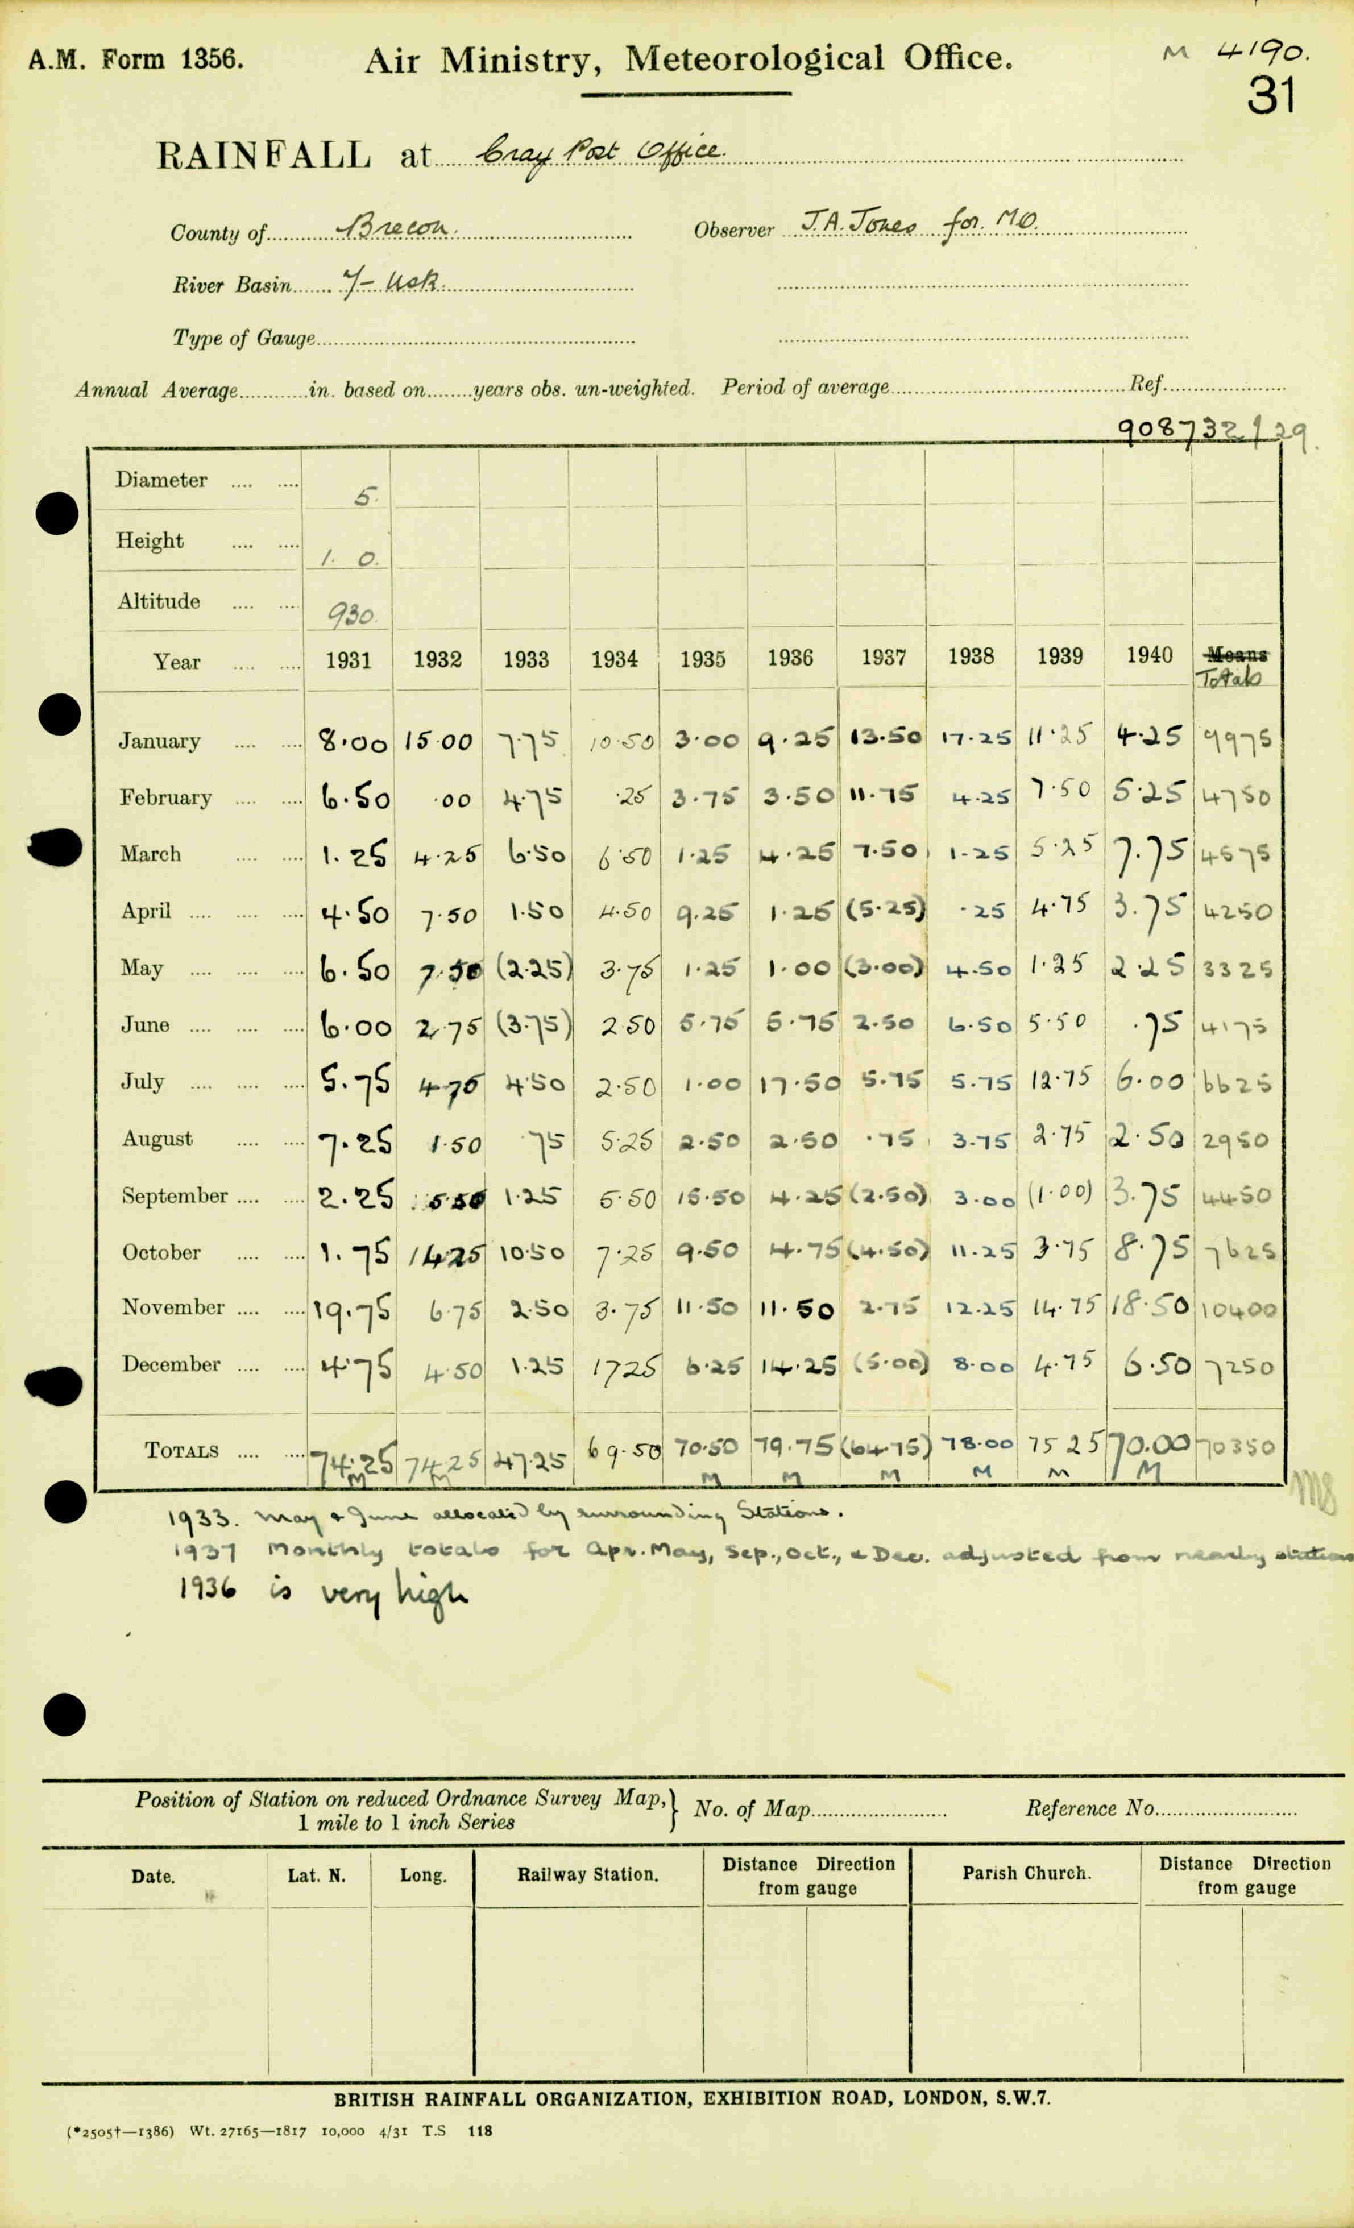 A.M. Form 1356. Air Ministry, Meteorological Office. M 4190.
31
RAINFALL at Cray Post Office.
County of Brecon. Observer J.A. Jones for M.O.
River Basin 7- Usk.
Type of Gauge
Annual Average in. based on years obs. un-weighted. Period of average Ref.
908732/29.
Diameter 5.
Height 1. 0.
Altitude 930.
Year 1931 1932 1933 1934 1935 1936 1937 1938 1939 1940 Means
Totals
January 8.00 15.00 7.75 10.50 3.00 9.25 13.50 17.25 11.25 4.25 9975
February 6.50 .00 4.75 .25 3.75 3.50 11.75 4.25 7.50 5.25 4750
March 1.25 4.25 6.50 6.50 1.25 4.25 7.50 1.25 5.25 7.75 4575
April 4.50 7.50 1.50 4.50 9.25 1.25 (5.25) .25 4.75 3.75 4250
May 6.50 7.50 (2.25) 3.75 1.25 1.00 (3.00) 4.50 1.25 2.25 3325
June 6.00 2.75 (3.75) 2.50 5.75 5.75 2.50 6.50 5.50 .75 4175
July 5.75 4.75 4.50 2.50 1.00 17.50 5.75 5.75 12.75 6.00 6625
August 7.25 1.50 .75 5.25 2.50 2.50 .75 3.75 2.75 2.50 2950
September 2.25 5.50 1.25 5.50 15.50 4.25 (2.50) 3.00 (1.00) 3.75 4450
October 1.75 14.25 10.50 7.25 9.50 4.75 (4.50) 11.25 3.75 8.75 7625
November 19.75 6.75 2.50 3.75 11.50 11.50 2.75 12.25 14.75 18.50 10400
December 4.75 4.50 1.25 1725 6.25 14.25 (5.00) 8.00 4.75 6.50 7250
TOTALS 74.25 74.25 47.25 69.50 70.50 79.75 (64.75) 78.00 75 25 70.00 70350
M M M M M M M M
1933. May & June allocated by surrounding Stations.
1937 Monthly totals for Apr. May, Sep., Oct., & Dec. adjusted from nearby stations
1936 is very high
Position of Station on reduced Ordnance Survey Map, } No. of Map Reference No.
1 mile to 1 inch Series
Date. Lat. N. Long. Railway Station. Distance Direction from gauge Parish Church. Distance Direction from gauge
BRITISH RAINFALL ORGANIZATION, EXHIBITION ROAD, LONDON, S.W.7.
(*2505†—1386) Wt. 27165—1817 10,000 4/31 T.S 118